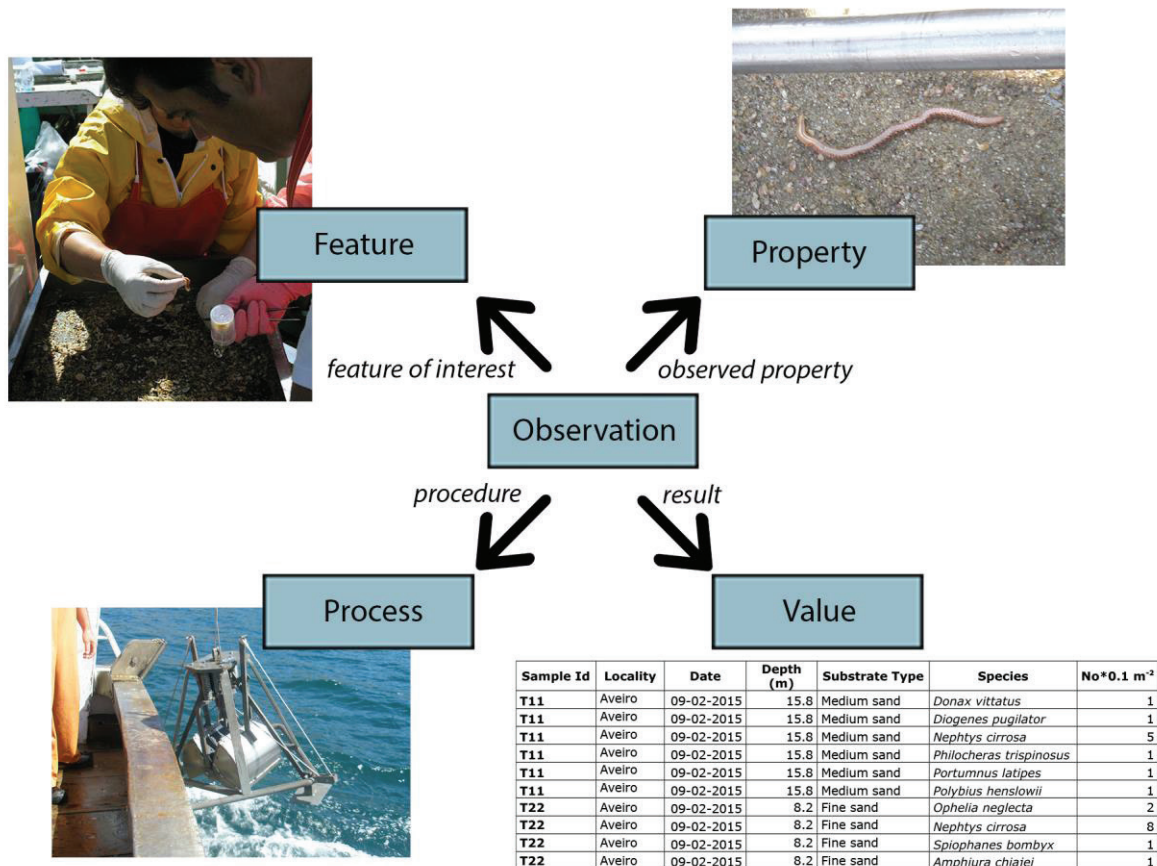 Feature
Property
feature of interest
observed property
Observation
procedure
result
Process
Value
Sample Id Locality Date Depth (m) Substrate Type Species No*0.1 m⁻²
T11 Aveiro 09-02-2015 15.8 Medium sand Donax vittatus 1
T11 Aveiro 09-02-2015 15.8 Medium sand Diogenes pugilator 1
T11 Aveiro 09-02-2015 15.8 Medium sand Nephtys cirrosa 5
T11 Aveiro 09-02-2015 15.8 Medium sand Philocheras trispinosus 1
T11 Aveiro 09-02-2015 15.8 Medium sand Portumnus latipes 1
T11 Aveiro 09-02-2015 15.8 Medium sand Polybius henslowii 1
T22 Aveiro 09-02-2015 8.2 Fine sand Ophelia neglecta 2
T22 Aveiro 09-02-2015 8.2 Fine sand Nephtys cirrosa 8
T22 Aveiro 09-02-2015 8.2 Fine sand Spiophanes bombyx 1
T22 Aveiro 09-02-2015 8.2 Fine sand Amphiura chiajei 1